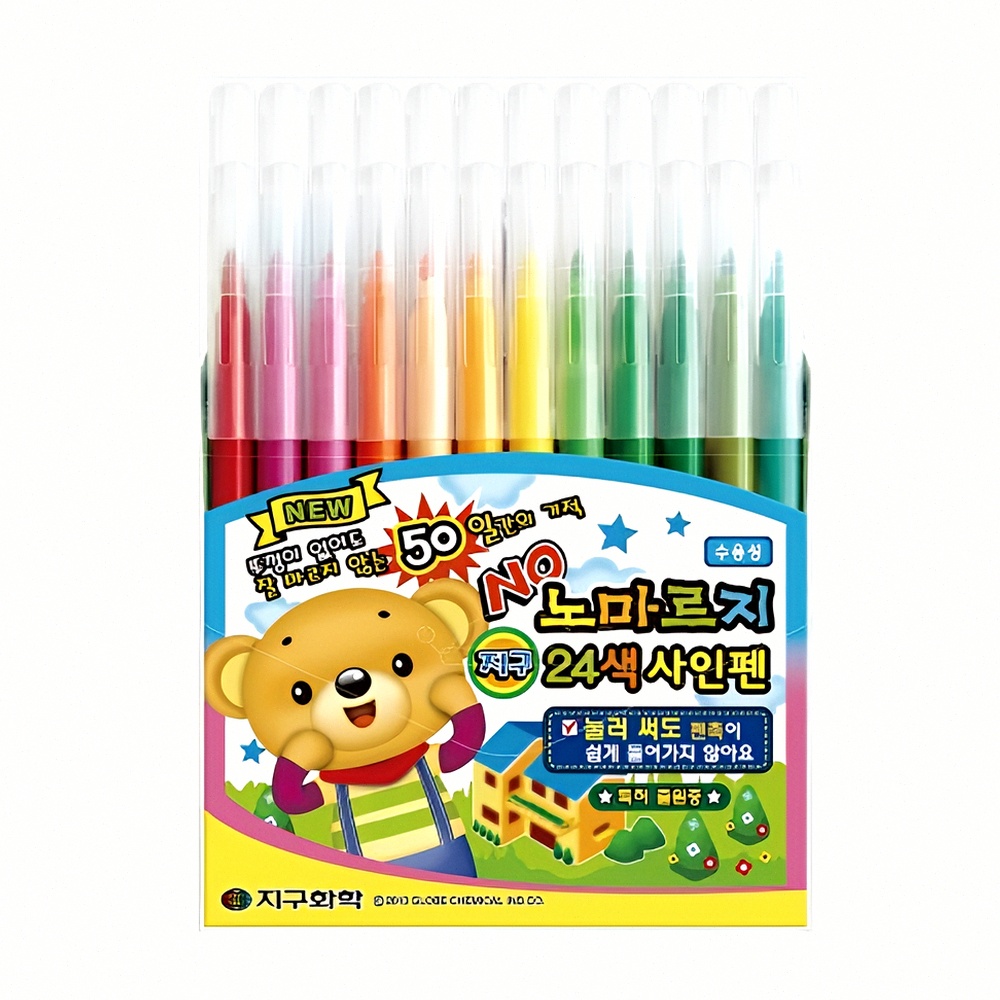 NEW
뚜껑이 없어도
잘 마르지 않는 50일간의 기적
NO
노마르지
수용성
지구 24색 사인펜
눌러 써도 펜촉이
쉽게 들어가지 않아요
★ 특허 출원중 ★
지구화학